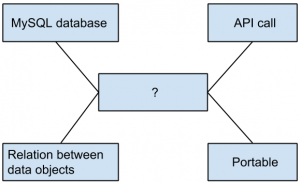 MySQL database
API call
?
Relation between
data objects
Portable